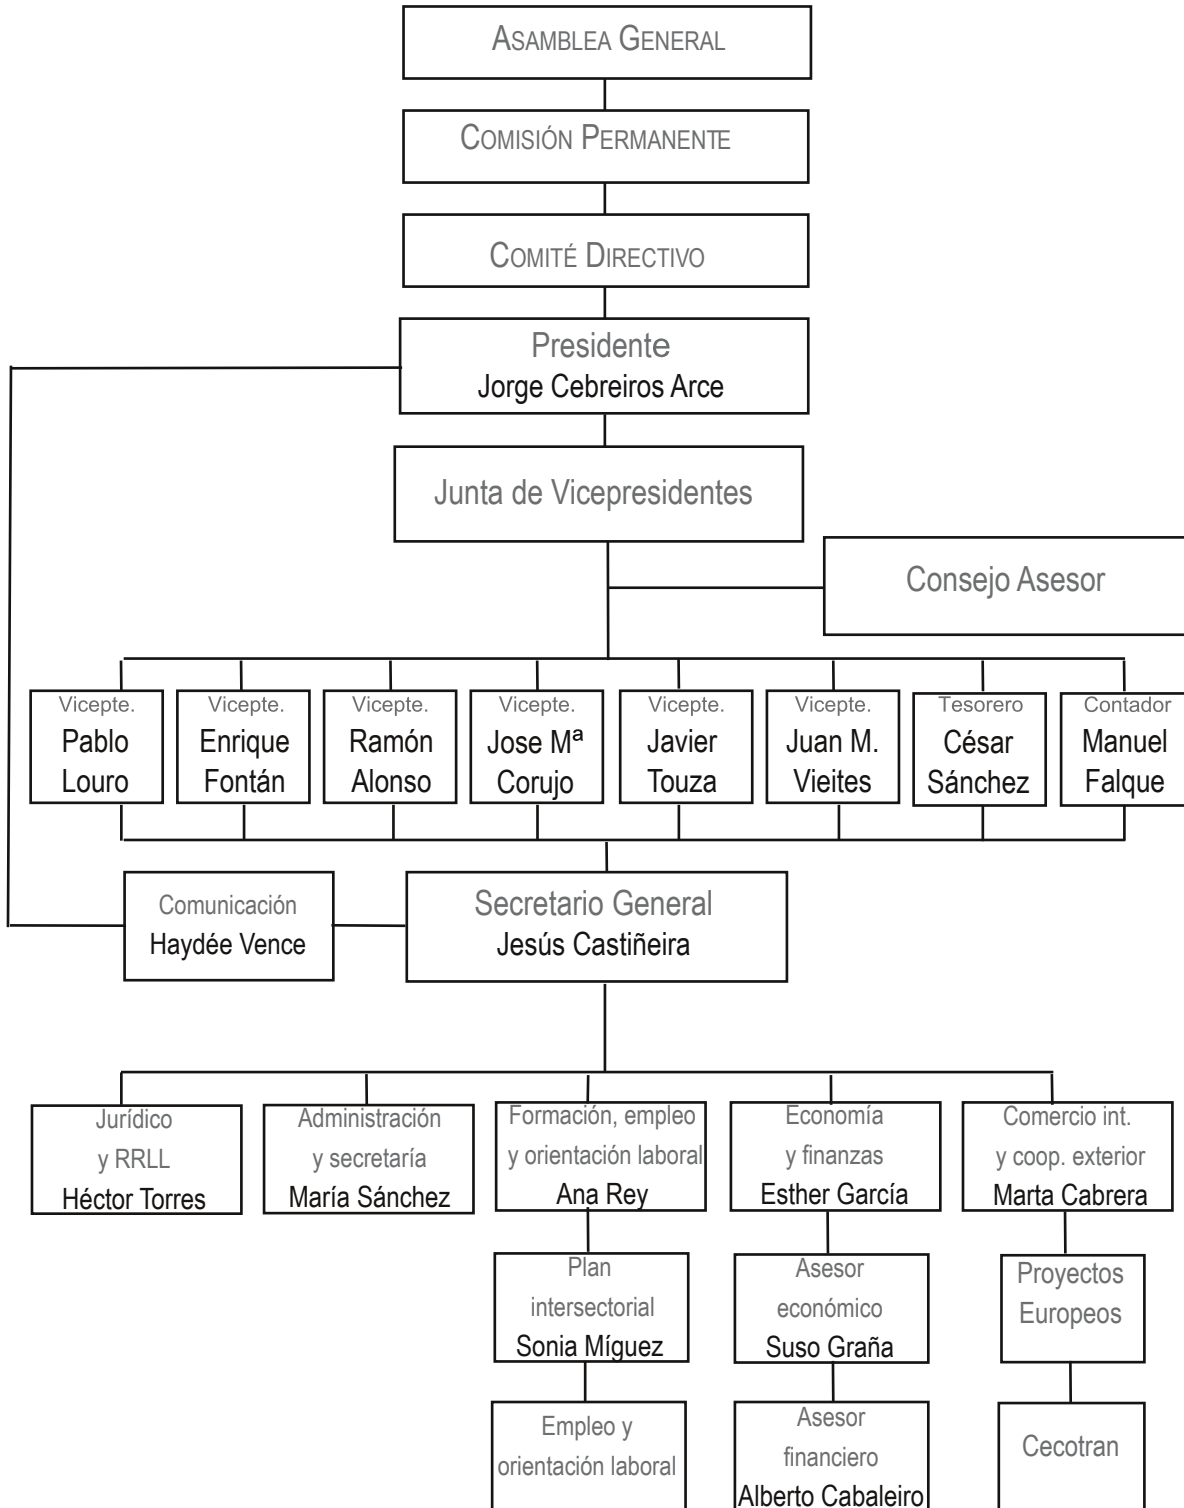 ASAMBLEA GENERAL
COMISIÓN PERMANENTE
COMITÉ DIRECTIVO
Presidente
Jorge Cebreiros Arce
Junta de Vicepresidentes
Consejo Asesor
Vicepte.
Pablo
Louro
Vicepte.
Enrique
Fontán
Vicepte.
Ramón
Alonso
Vicepte.
Jose Mª
Corujo
Vicepte.
Javier
Touza
Vicepte.
Juan M.
Vieites
Tesorero
César
Sánchez
Contador
Manuel
Falque
Comunicación
Haydée Vence
Secretario General
Jesús Castiñeira
Jurídico
y RRLL
Héctor Torres
Administración
y secretaría
María Sánchez
Formación, empleo
y orientación laboral
Ana Rey
Economía
y finanzas
Esther García
Comercio int.
y coop. exterior
Marta Cabrera
Plan
intersectorial
Sonia Míguez
Asesor
económico
Suso Graña
Proyectos
Europeos
Empleo y
orientación laboral
Asesor
financiero
Alberto Cabaleiro
Cecotran